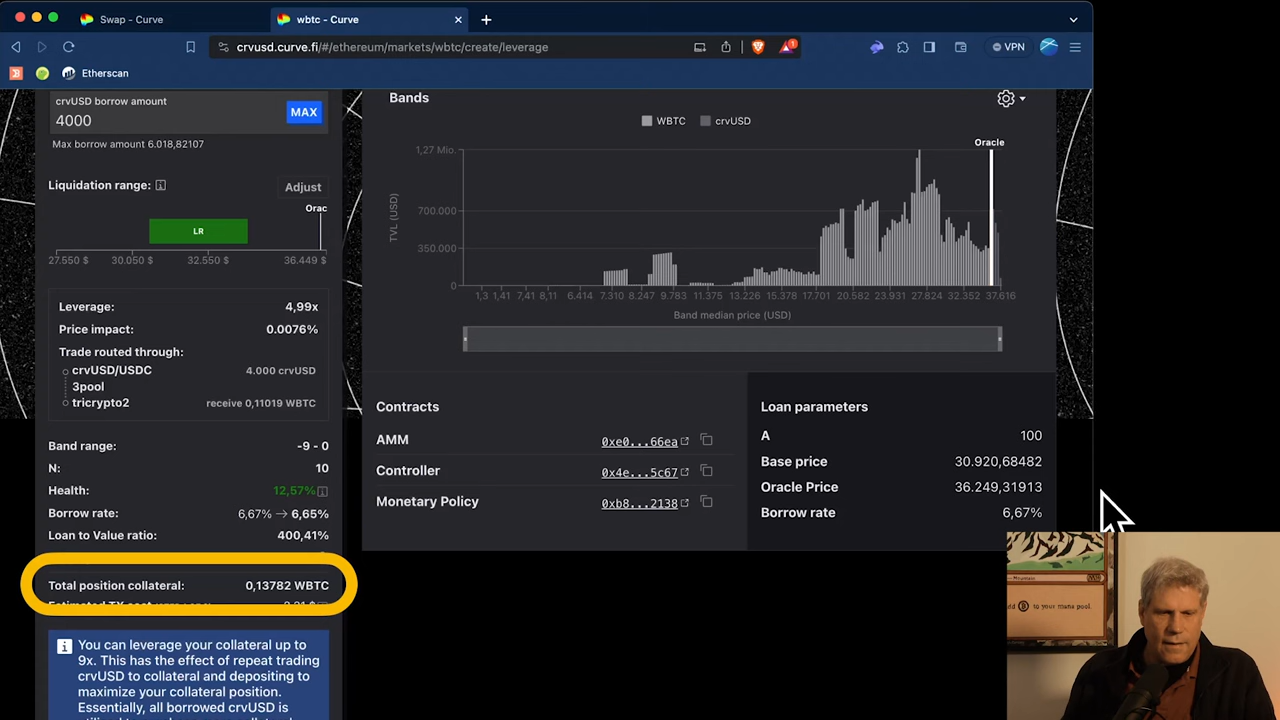 Swap – Curve
wbtc – Curve
crvusd.curve.fi/#/ethereum/markets/wbtc/create/leverage
1
VPN
Etherscan
crvUSD borrow amount
4000
MAX
Max borrow amount 6.018,82107
Liquidation range:
Adjust
Orac
LR
27.550 $ 30.050 $ 32.550 $ 36.449 $
Leverage: 4,99x
Price impact: 0.0076%
Trade routed through:
crvUSD/USDC 4.000 crvUSD
3pool
tricrypto2 receive 0,11019 WBTC
Band range: -9 - 0
N: 10
Health: 12,57%
Borrow rate: 6,67% → 6,65%
Loan to Value ratio: 400,41%
Total position collateral: 0,13782 WBTC
You can leverage your collateral up to
9x. This has the effect of repeat trading
crvUSD to collateral and depositing to
maximize your collateral position.
Essentially, all borrowed crvUSD is
Bands
WBTC crvUSD
Oracle
TVL (USD)
1,27 Mio.
700.000
350.000
0
1,3 1,41 7,41 8,11 6.414 7.310 8.247 9.783 11.375 13.226 15.378 17.701 20.582 23.931 27.824 32.352 37.616
Band median price (USD)
Contracts
AMM 0xe0...66ea
Controller 0x4e...5c67
Monetary Policy 0xb8...2138
Loan parameters
A 100
Base price 30.920,68482
Oracle Price 36.249,31913
Borrow rate 6,67%
Mountain
to your mana pool.